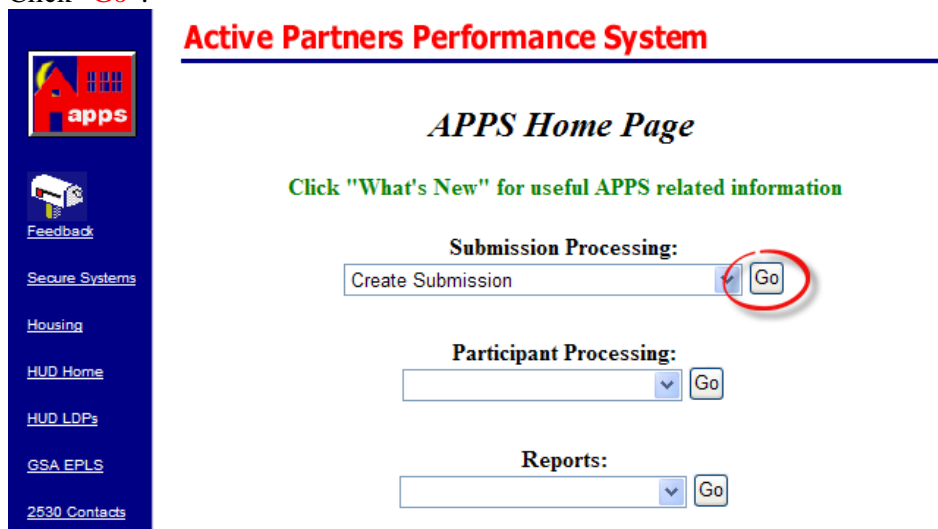 Click "Go".
Active Partners Performance System
apps
APPS Home Page
Click "What's New" for useful APPS related information
Feedback
Submission Processing:
Secure Systems
Create Submission
Go
Housing
Participant Processing:
HUD Home
Go
HUD LDPs
Reports:
GSA EPLS
Go
2530 Contacts